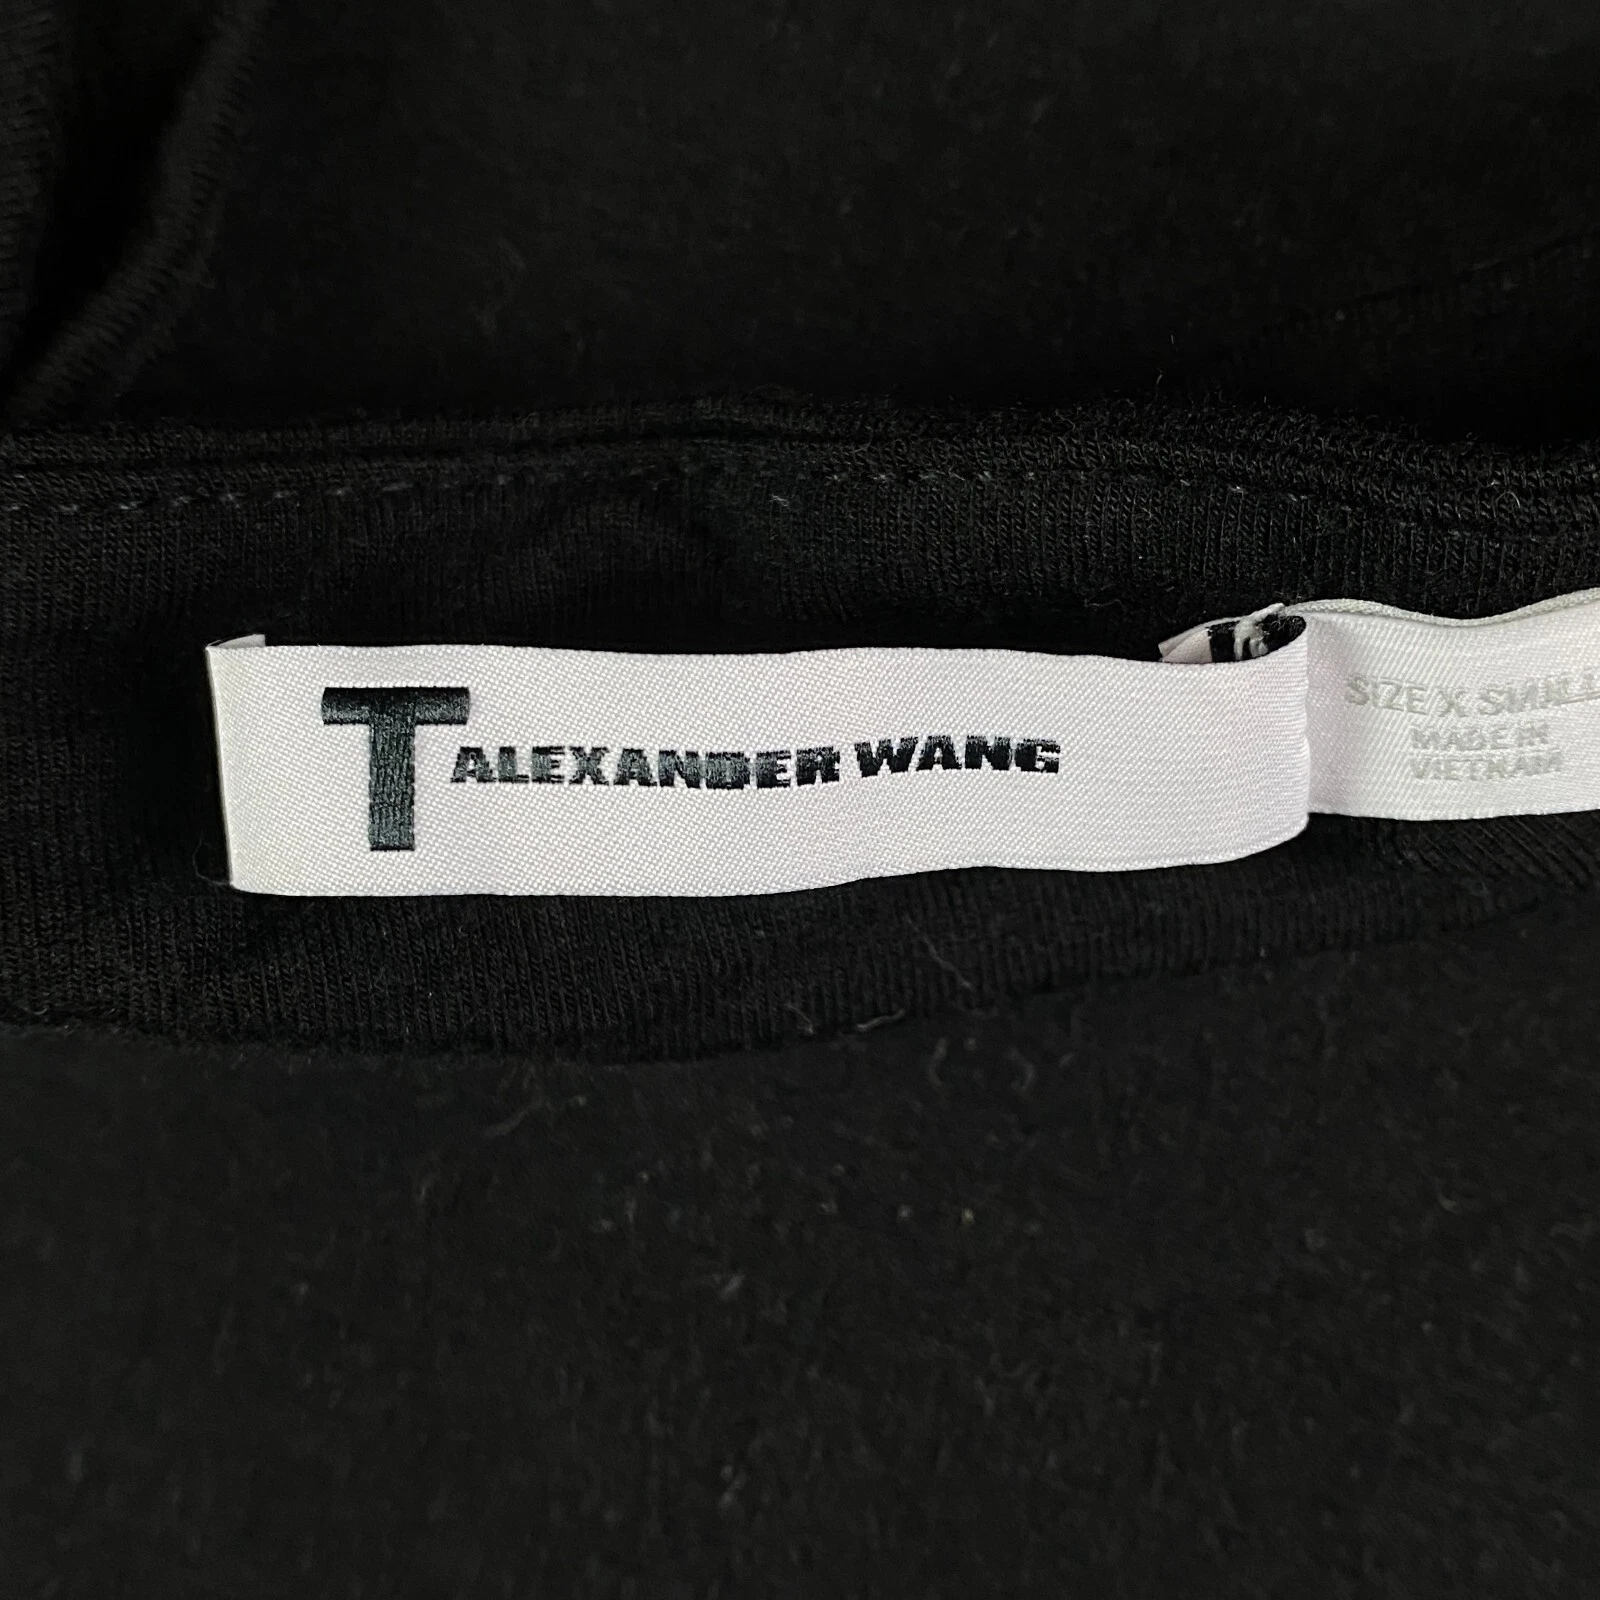 T ALEXANDER WANG
SIZE X SMALL
MADE IN
VIETNAM